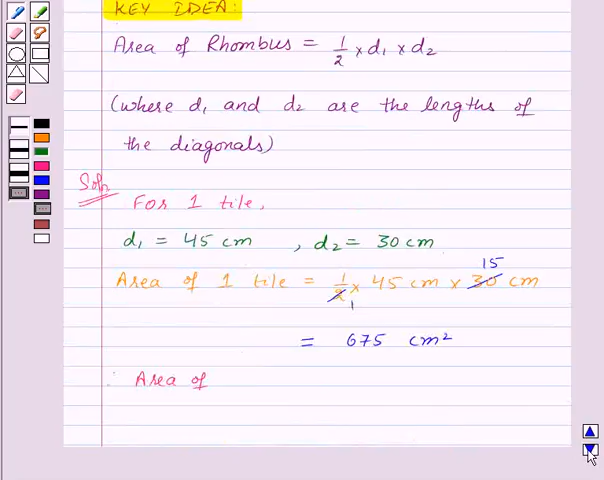 KEY IDEA:
Area of Rhombus = 1/2 × d₁ × d₂
(where d₁ and d₂ are the lengths of
the diagonals)
Soln
For 1 tile,
d₁ = 45 cm , d₂ = 30 cm
15
Area of 1 tile = 1/2 × 45 cm × 30 cm
1
= 675 cm²
∴ Area of